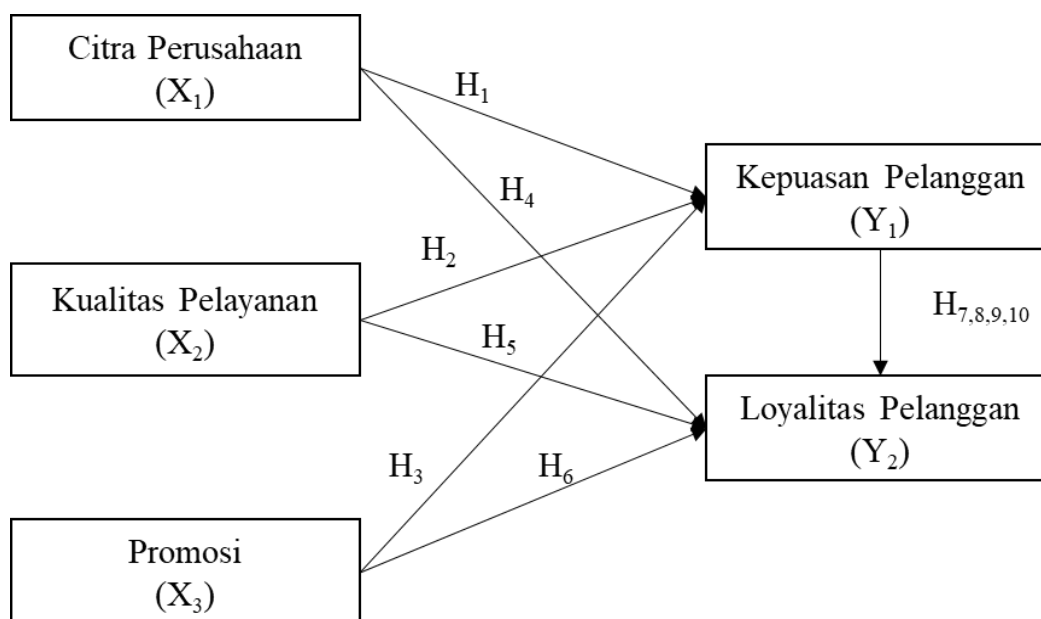 Citra Perusahaan
(X₁)
H₁
Kepuasan Pelanggan
(Y₁)
H₄
H₂
Kualitas Pelayanan
(X₂)
H₇,₈,₉,₁₀
H₅
Loyalitas Pelanggan
(Y₂)
H₃
H₆
Promosi
(X₃)